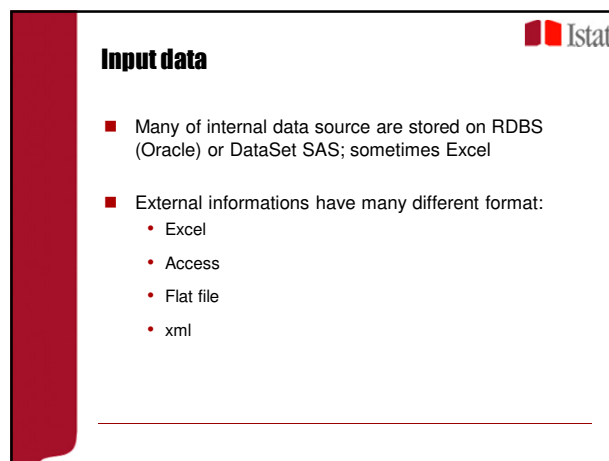 Istat
Input data
Many of internal data source are stored on RDBS
(Oracle) or DataSet SAS; sometimes Excel
External informations have many different format:
• Excel
• Access
• Flat file
• xml